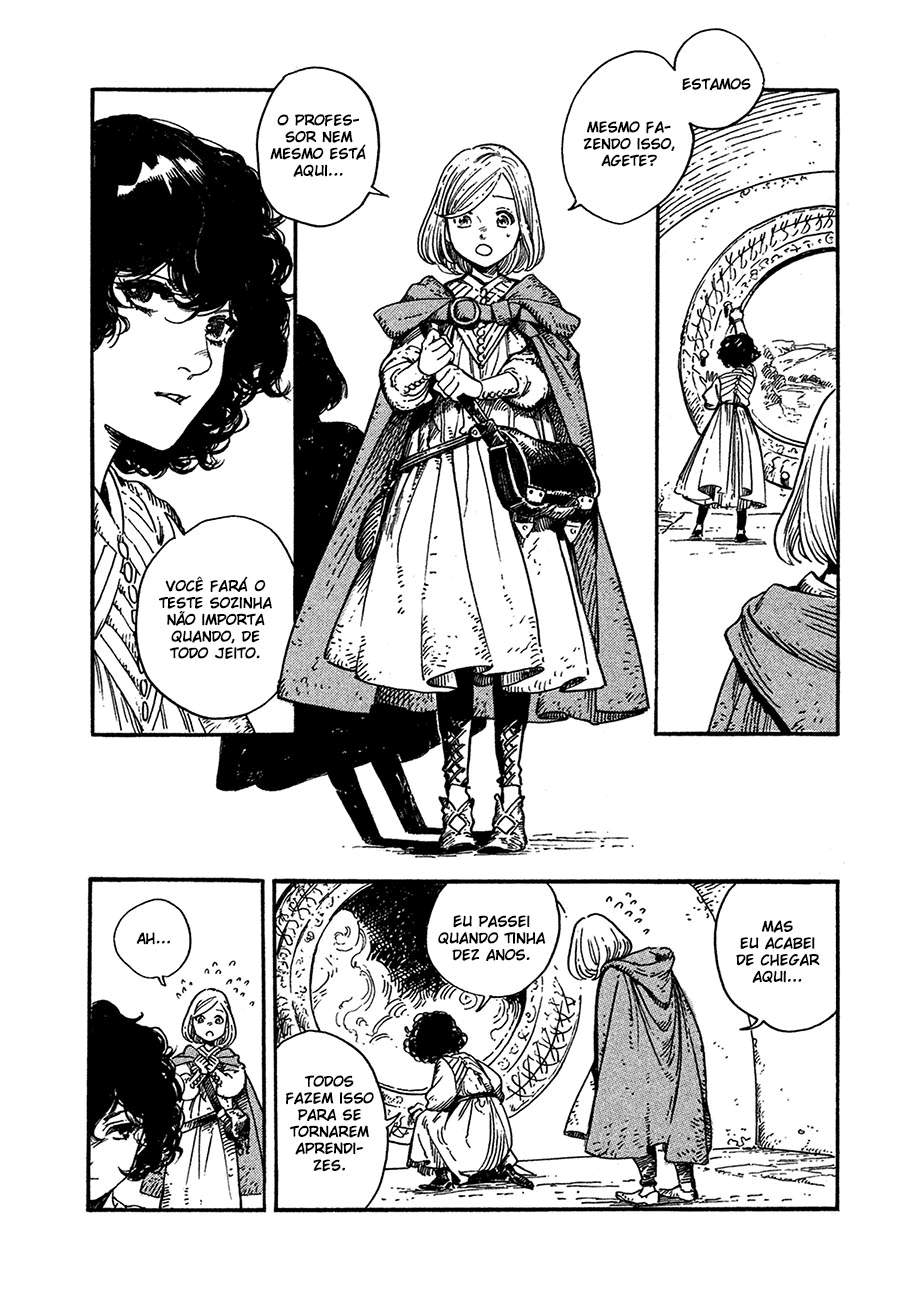 ESTAMOS
MESMO FA-
ZENDO ISSO,
AGETE?
O PROFES-
SOR NEM
MESMO ESTÁ
AQUI...
VOCÊ FARÁ O
TESTE SOZINHA
NÃO IMPORTA
QUANDO, DE
TODO JEITO.
MAS
EU ACABEI
DE CHEGAR
AQUI...
EU PASSEI
QUANDO TINHA
DEZ ANOS.
TODOS
FAZEM ISSO
PARA SE
TORNAREM
APRENDI-
ZES.
AH...